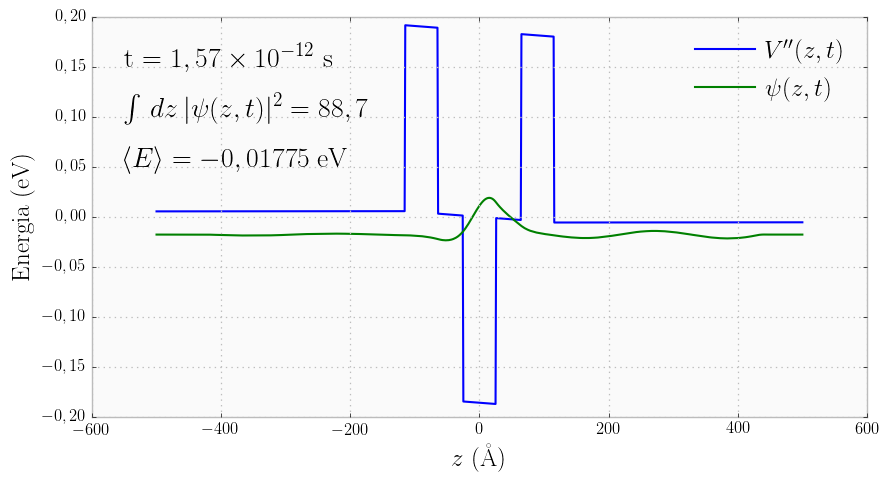 t = 1,57 × 10⁻¹² s
∫ dz |ψ(z, t)|² = 88,7
⟨E⟩ = −0,01775 eV
V′′(z, t)
ψ(z, t)
Energia (eV)
0,20
0,15
0,10
0,05
0,00
−0,05
−0,10
−0,15
−0,20
−600 −400 −200 0 200 400 600
z (Å)